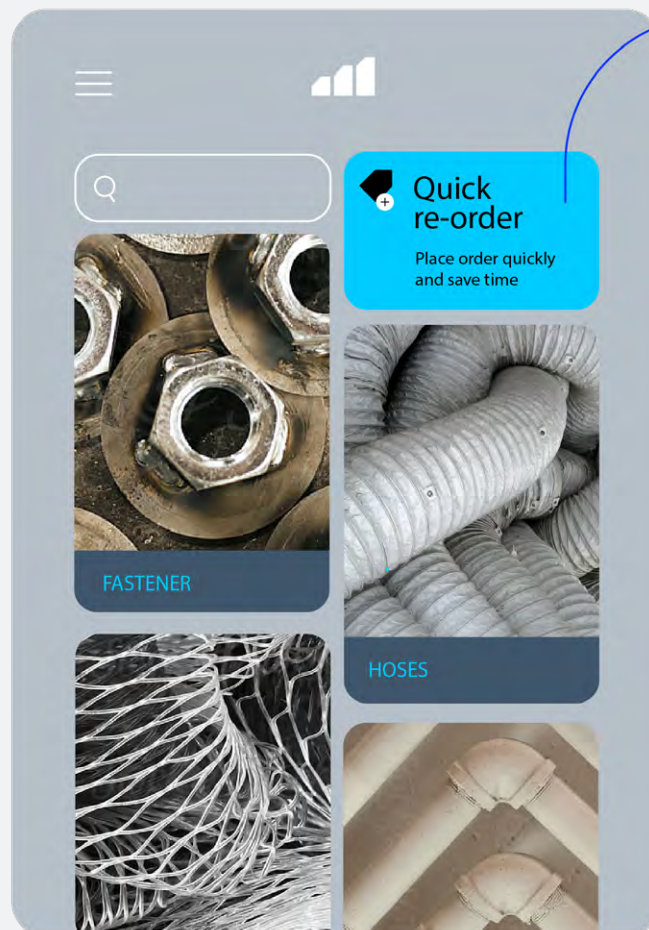 Quick
re-order
Place order quickly
and save time
FASTENER
HOSES